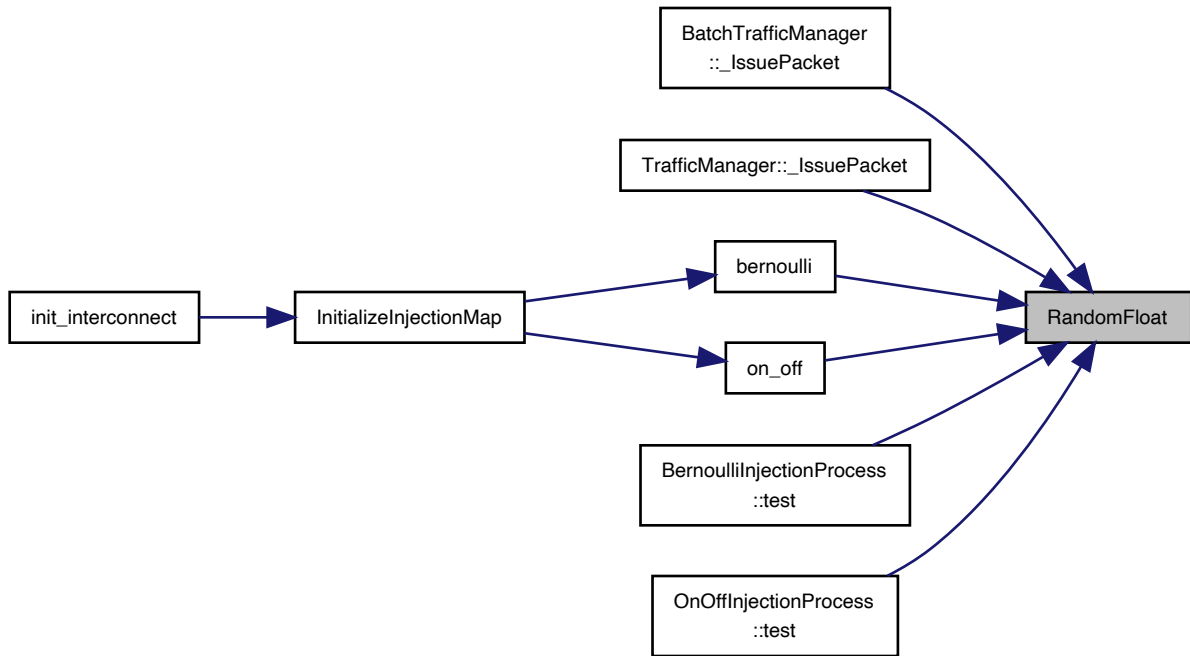 BatchTrafficManager
::_IssuePacket
TrafficManager::_IssuePacket
bernoulli
init_interconnect
InitializeInjectionMap
RandomFloat
on_off
BernoulliInjectionProcess
::test
OnOffInjectionProcess
::test